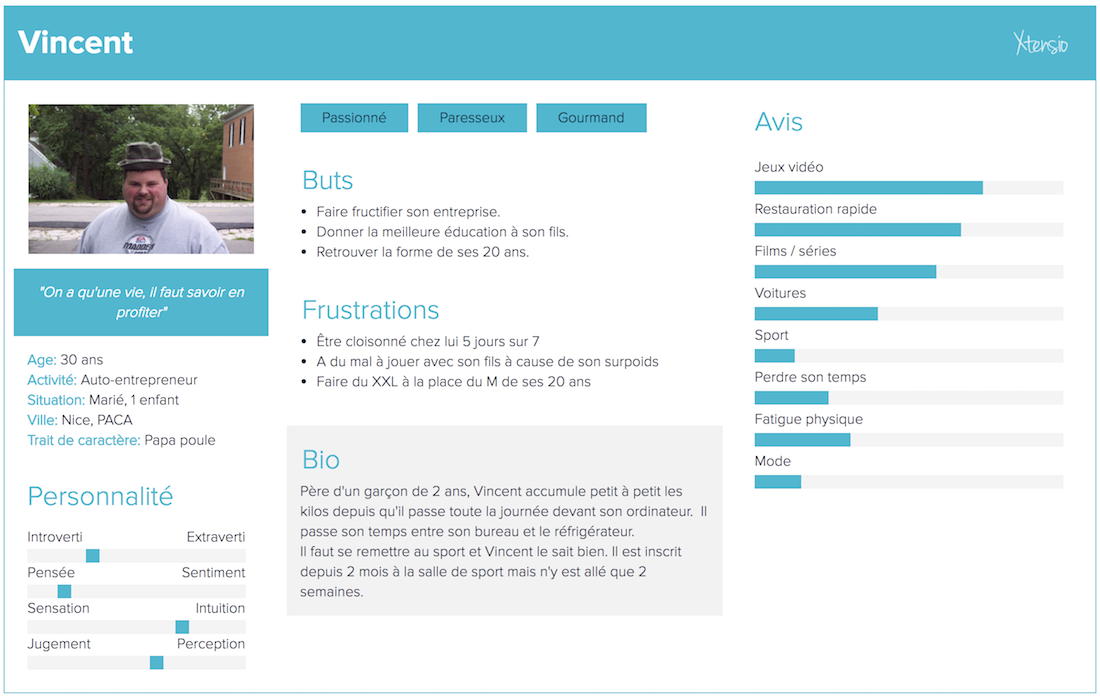 Vincent
Xtensio
EA
MADDEN
"On a qu'une vie, il faut savoir en
profiter"
Age: 30 ans
Activité: Auto-entrepreneur
Situation: Marié, 1 enfant
Ville: Nice, PACA
Trait de caractère: Papa poule
Personnalité
Introverti Extraverti
Pensée Sentiment
Sensation Intuition
Jugement Perception
Passionné Paresseux Gourmand
Buts
• Faire fructifier son entreprise.
• Donner la meilleure éducation à son fils.
• Retrouver la forme de ses 20 ans.
Frustrations
• Être cloisonné chez lui 5 jours sur 7
• A du mal à jouer avec son fils à cause de son surpoids
• Faire du XXL à la place du M de ses 20 ans
Bio
Père d'un garçon de 2 ans, Vincent accumule petit à petit les
kilos depuis qu'il passe toute la journée devant son ordinateur. Il
passe son temps entre son bureau et le réfrigérateur.
Il faut se remettre au sport et Vincent le sait bien. Il est inscrit
depuis 2 mois à la salle de sport mais n'y est allé que 2
semaines.
Avis
Jeux vidéo
Restauration rapide
Films / séries
Voitures
Sport
Perdre son temps
Fatigue physique
Mode